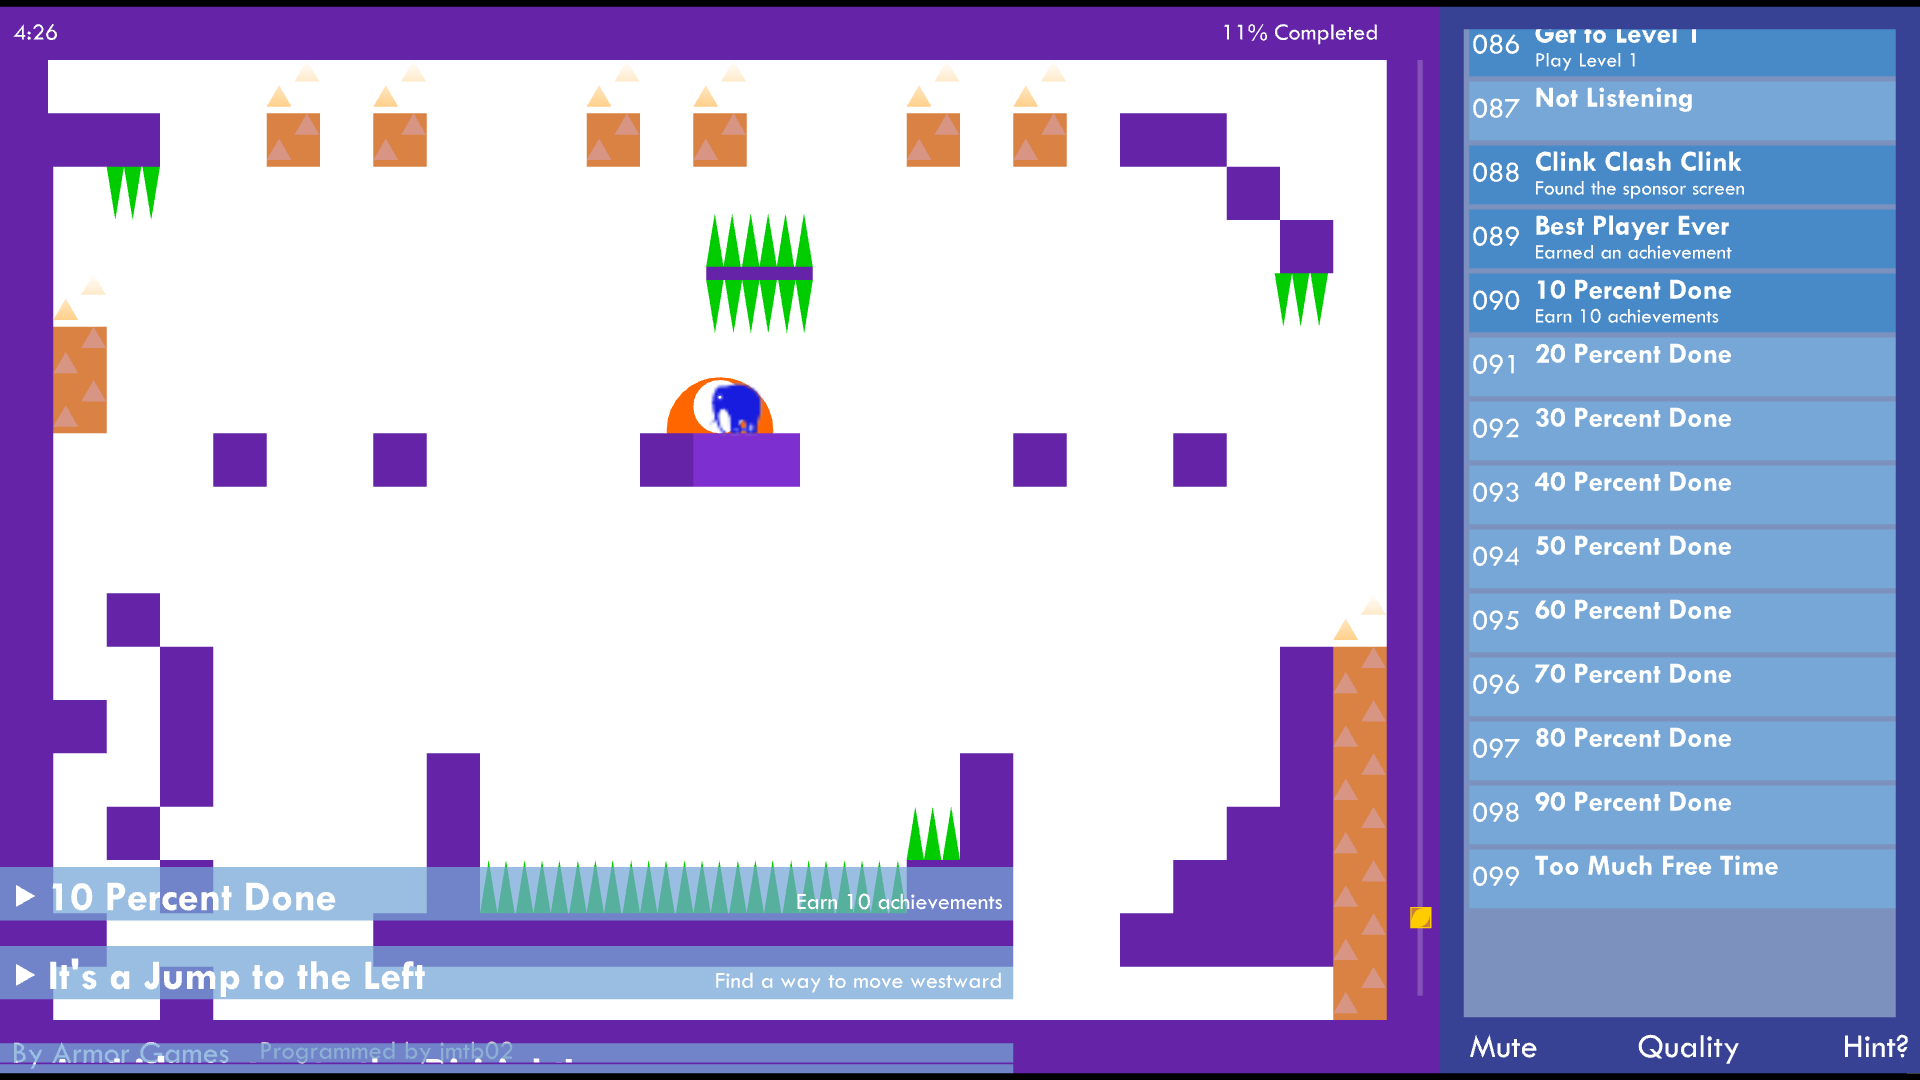 4:26
11% Completed
086 Get to Level 1
Play Level 1
087 Not Listening
088 Clink Clash Clink
Found the sponsor screen
089 Best Player Ever
Earned an achievement
090 10 Percent Done
Earn 10 achievements
091 20 Percent Done
092 30 Percent Done
093 40 Percent Done
094 50 Percent Done
095 60 Percent Done
096 70 Percent Done
097 80 Percent Done
098 90 Percent Done
099 Too Much Free Time
10 Percent Done
Earn 10 achievements
It's a Jump to the Left
Find a way to move westward
By Armor Games
Programmed by jmtb02
Mute
Quality
Hint?